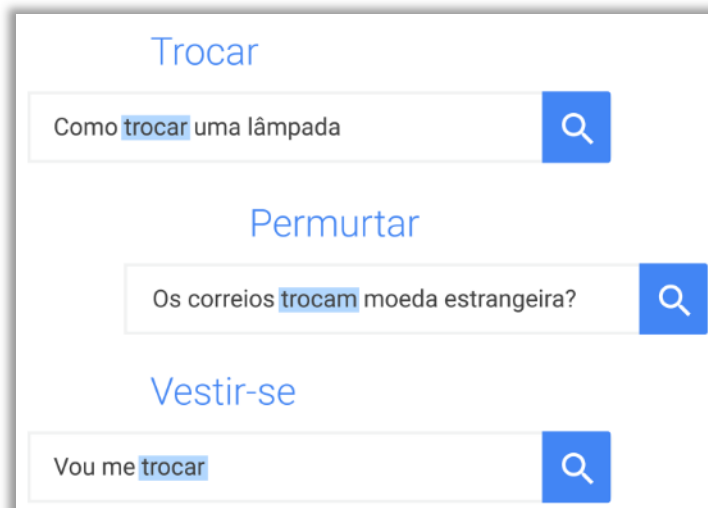 Trocar
Como trocar uma lâmpada
Permurtar
Os correios trocam moeda estrangeira?
Vestir-se
Vou me trocar